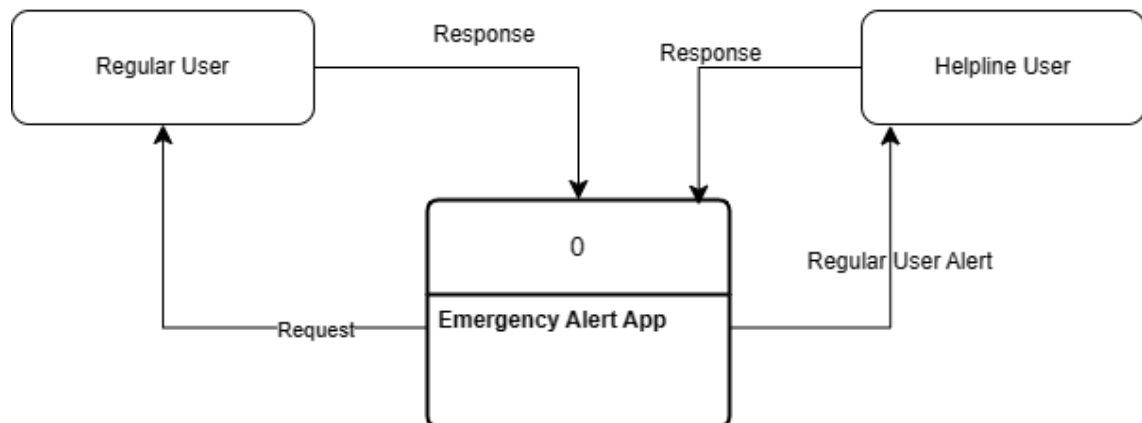 Response
Regular User
Response
Helpline User
0
Regular User Alert
Request
Emergency Alert App